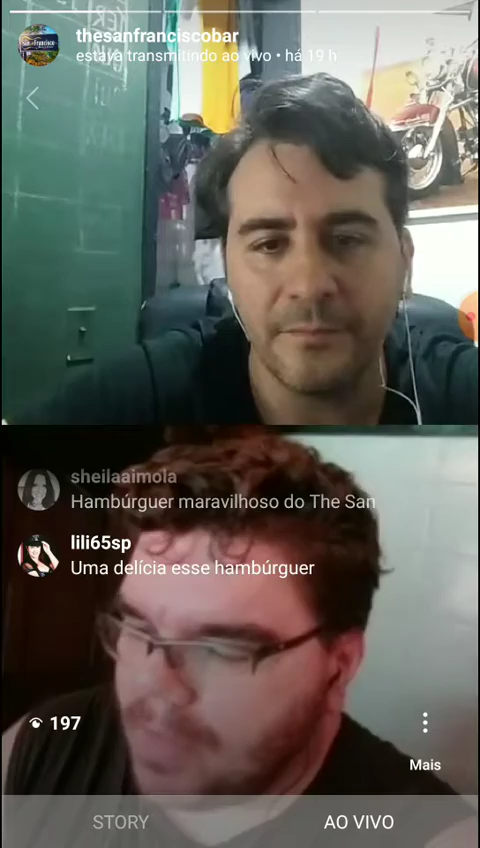 thesanfranciscobar
estava transmitindo ao vivo • há 19 h
sheilaaimola
Hambúrguer maravilhoso do The San
lili65sp
Uma delícia esse hambúrguer
197
Mais
STORY
AO VIVO